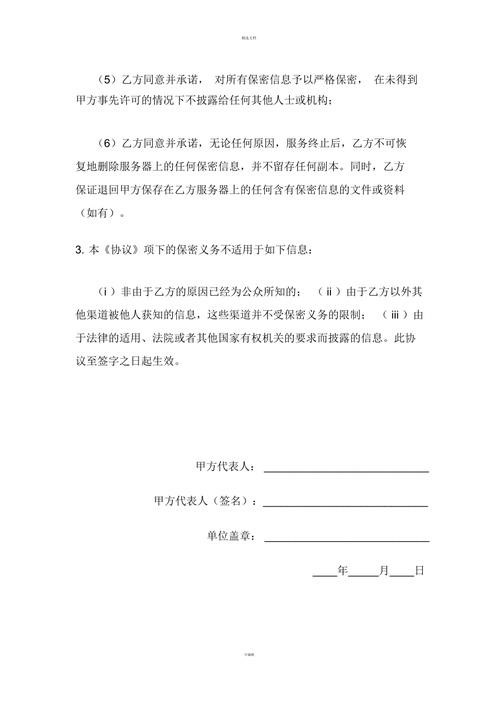 精品文档
（5）乙方同意并承诺， 对所有保密信息予以严格保密， 在未得到
甲方事先许可的情况下不披露给任何其他人士或机构；
（6）乙方同意并承诺，无论任何原因，服务终止后，乙方不可恢
复地删除服务器上的任何保密信息，并不留存任何副本。同时，乙方
保证退回甲方保存在乙方服务器上的任何含有保密信息的文件或资料
（如有）。
3. 本《协议》项下的保密义务不适用于如下信息：
（i ）非由于乙方的原因已经为公众所知的； （ ii ）由于乙方以外其
他渠道被他人获知的信息，这些渠道并不受保密义务的限制； （ iii ）由
于法律的适用、法院或者其他国家有权机关的要求而披露的信息。此协
议至签字之日起生效。
甲方代表人：
甲方代表人（签名）：
单位盖章：
____年_____月____日